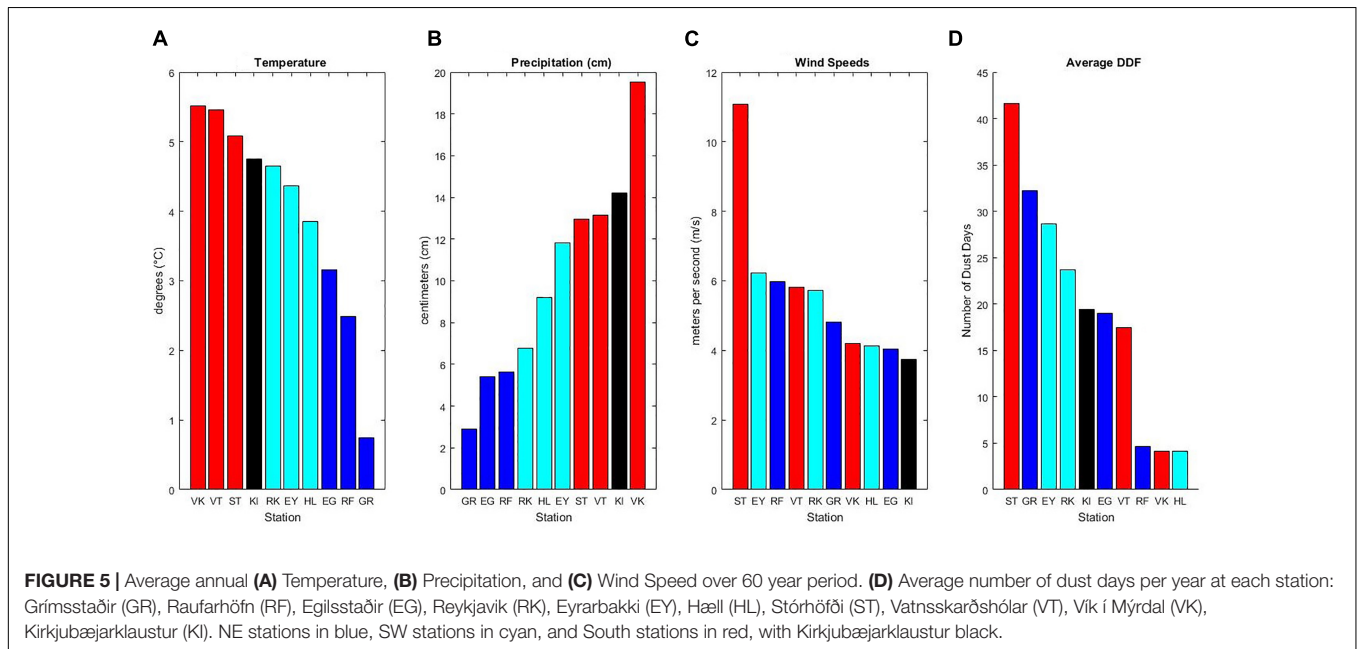 A
B
C
D
Temperature
Precipitation (cm)
Wind Speeds
Average DDF
degrees (°C)
6
5
4
3
2
1
0
VK VT ST KI RK EY HL EG RF GR
Station
centimeters (cm)
20
18
16
14
12
10
8
6
4
2
0
GR EG RF RK HL EY ST VT KI VK
Station
meters per second (m/s)
12
10
8
6
4
2
0
ST EY RF VT RK GR VK HL EG KI
Station
Number of Dust Days
45
40
35
30
25
20
15
10
5
0
ST GR EY RK KI EG VT RF VK HL
Station
FIGURE 5 | Average annual (A) Temperature, (B) Precipitation, and (C) Wind Speed over 60 year period. (D) Average number of dust days per year at each station:
Grímsstaðir (GR), Raufarhöfn (RF), Egilsstaðir (EG), Reykjavik (RK), Eyrarbakki (EY), Hæll (HL), Stórhöfði (ST), Vatnsskarðshólar (VT), Vík í Mýrdal (VK),
Kirkjubæjarklaustur (KI). NE stations in blue, SW stations in cyan, and South stations in red, with Kirkjubæjarklaustur black.